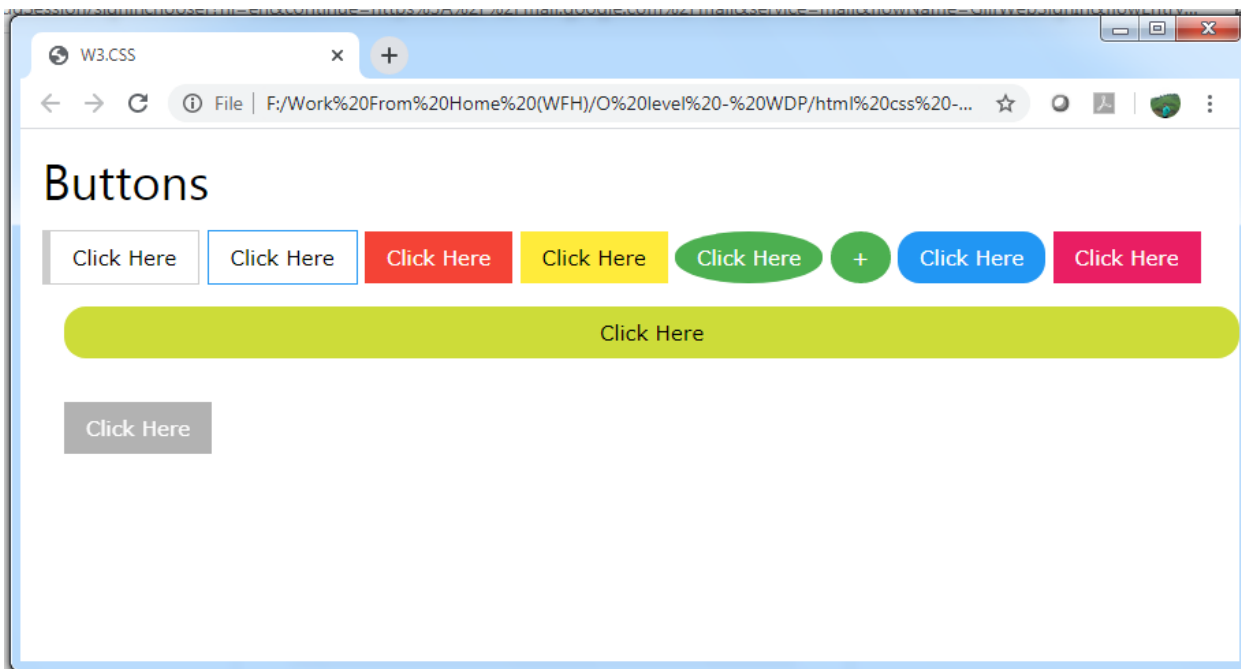 W3.CSS
File F:/Work%20From%20Home%20(WFH)/O%20level%20-%20WDP/html%20css%20-...
Buttons
Click Here Click Here Click Here Click Here Click Here + Click Here Click Here
Click Here
Click Here